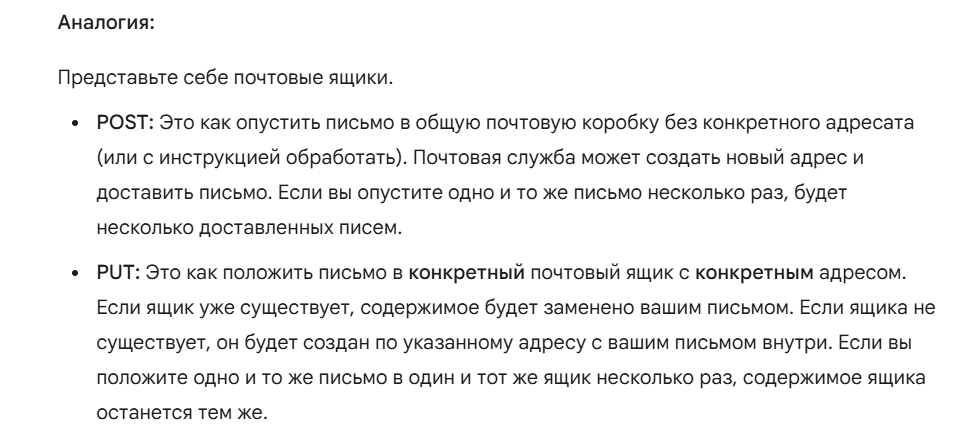 Аналогия:
Представьте себе почтовые ящики.
• POST: Это как опустить письмо в общую почтовую коробку без конкретного адресата
(или с инструкцией обработать). Почтовая служба может создать новый адрес и
доставить письмо. Если вы опустите одно и то же письмо несколько раз, будет
несколько доставленных писем.
• PUT: Это как положить письмо в конкретный почтовый ящик с конкретным адресом.
Если ящик уже существует, содержимое будет заменено вашим письмом. Если ящика не
существует, он будет создан по указанному адресу с вашим письмом внутри. Если вы
положите одно и то же письмо в один и тот же ящик несколько раз, содержимое ящика
останется тем же.